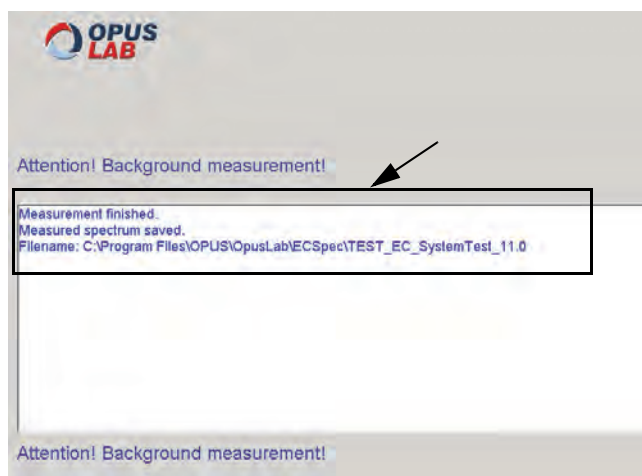 OPUS
LAB
Attention! Background measurement!
Measurement finished.
Measured spectrum saved.
Filename: C:\Program Files\OPUS\OpusLab\ECSpec\TEST_EC_SystemTest_11.0
Attention! Background measurement!